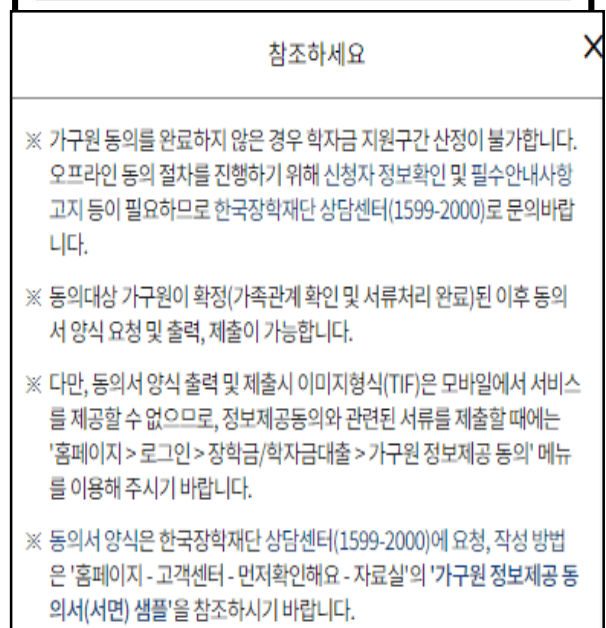 참조하세요
X
※ 가구원 동의를 완료하지 않은 경우 학자금 지원구간 산정이 불가합니다.
오프라인 동의 절차를 진행하기 위해 신청자 정보확인 및 필수안내사항
고지 등이 필요하므로 한국장학재단 상담센터(1599-2000)로 문의바랍
니다.
※ 동의대상 가구원이 확정(가족관계 확인 및 서류처리 완료)된 이후 동의
서 양식 요청 및 출력, 제출이 가능합니다.
※ 다만, 동의서 양식 출력 및 제출시 이미지형식(TIF)은 모바일에서 서비스
를 제공할 수 없으므로, 정보제공동의와 관련된 서류를 제출할 때에는
'홈페이지 > 로그인 > 장학금/학자금대출 > 가구원 정보제공 동의' 메뉴
를 이용해 주시기 바랍니다.
※ 동의서 양식은 한국장학재단 상담센터(1599-2000)에 요청, 작성 방법
은 '홈페이지 - 고객센터 - 먼저확인해요 - 자료실'의 '가구원 정보제공 동
의서(서면) 샘플'을 참조하시기 바랍니다.